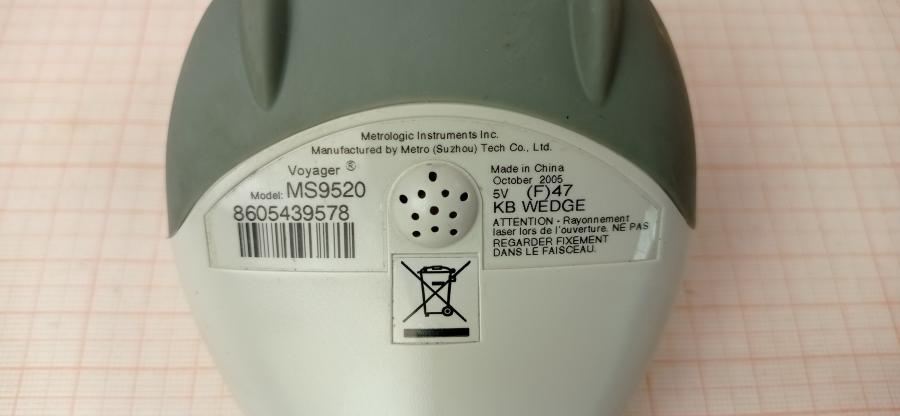 Metrologic Instruments Inc.
Manufactured by Metro (Suzhou) Tech Co., Ltd.
Voyager ®
Model: MS9520
8605439578
Made in China
October 2005
5V (F)47
KB WEDGE
ATTENTION - Rayonnement
laser lors de l'ouverture. NE PAS
REGARDER FIXEMENT
DANS LE FAISCEAU.